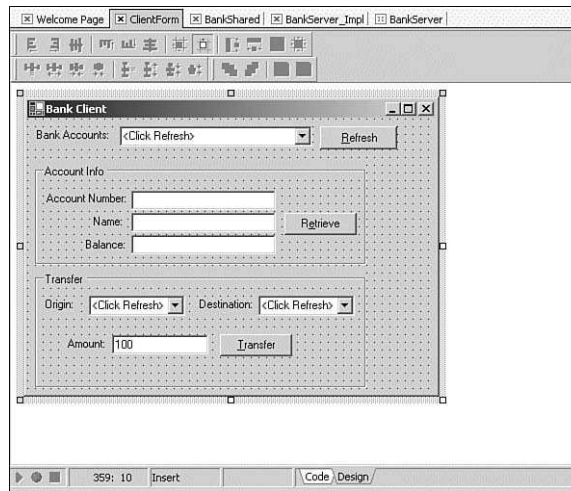 Welcome Page ClientForm BankShared BankServer_Impl BankServer
Bank Client
Bank Accounts: <Click Refresh> Refresh
Account Info
Account Number:
Name: Retrieve
Balance:
Transfer
Origin: <Click Refresh> Destination: <Click Refresh>
Amount: 100 Transfer
359: 10 Insert Code Design